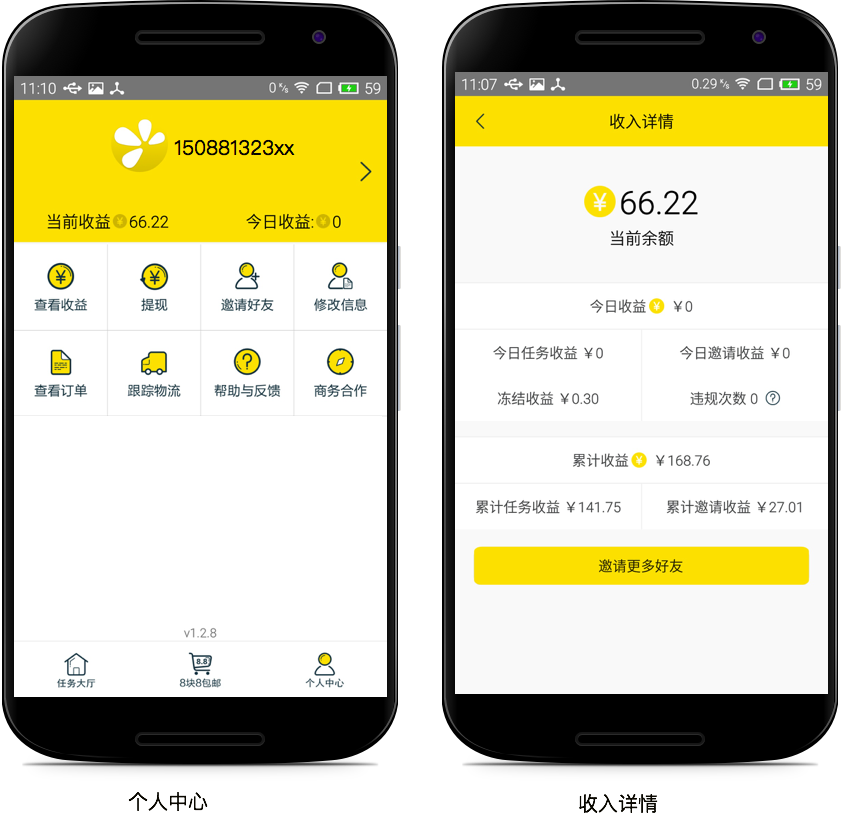 11:10 0 K/s 59
150881323xx
当前收益¥66.22 今日收益:¥0
查看收益 提现 邀请好友 修改信息
查看订单 跟踪物流 帮助与反馈 商务合作
v1.2.8
8.8
任务大厅 8块8包邮 个人中心
个人中心
11:07 0.29 K/s 59
收入详情
¥66.22
当前余额
今日收益¥ ¥0
今日任务收益 ¥0 今日邀请收益 ¥0
冻结收益 ¥0.30 违规次数 0 ?
累计收益¥ ¥168.76
累计任务收益 ¥141.75 累计邀请收益 ¥27.01
邀请更多好友
收入详情